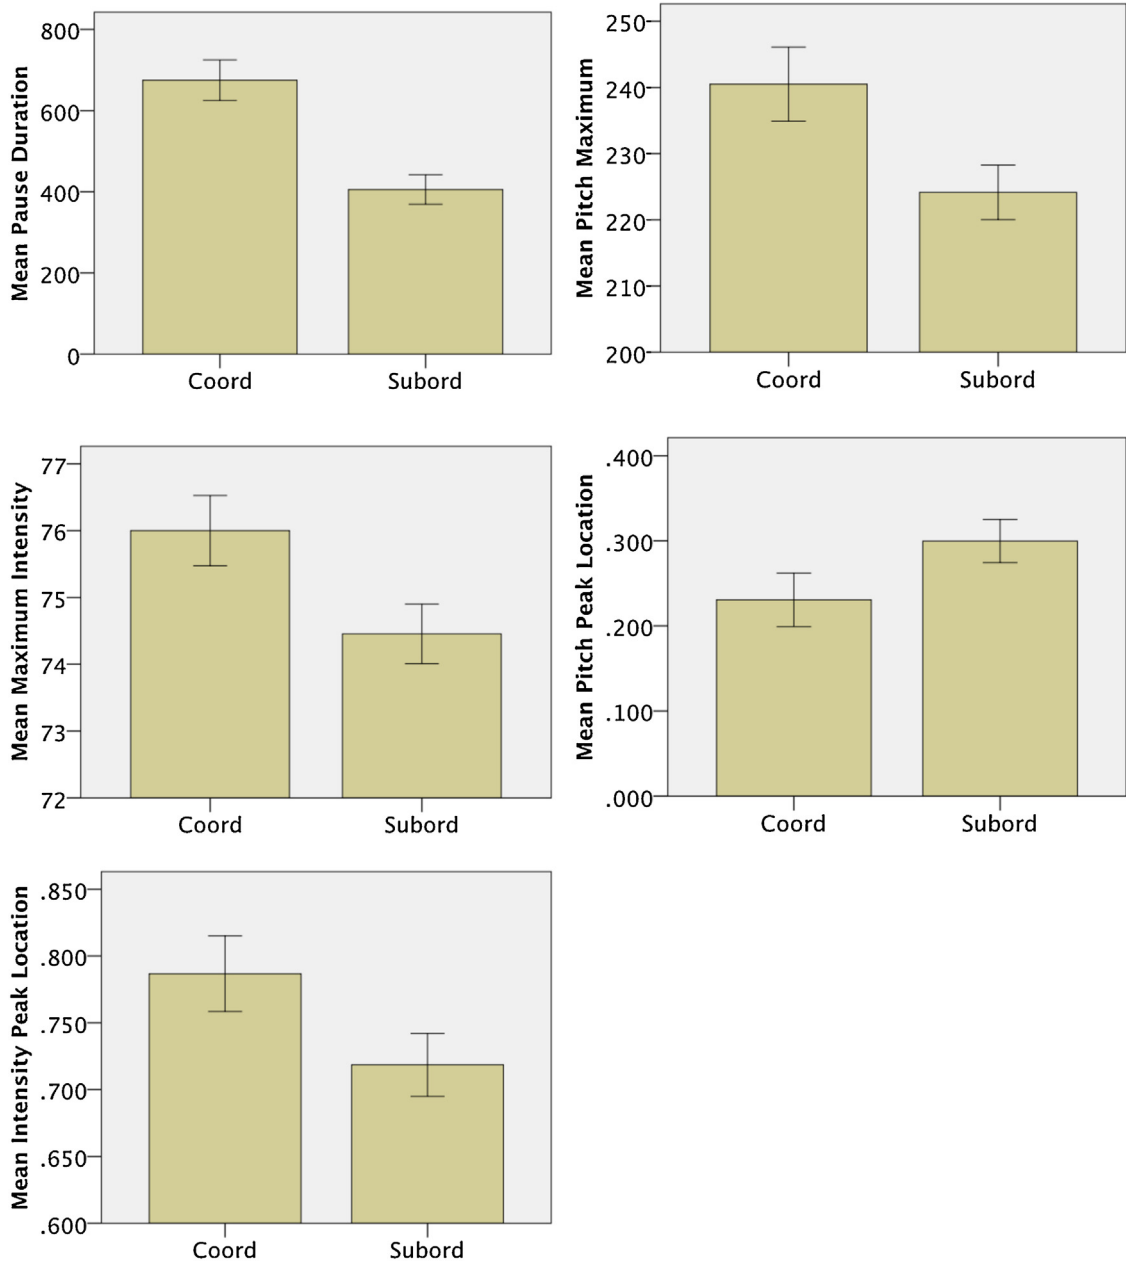 Mean Pause Duration
800
600
400
200
0
Coord Subord
Mean Pitch Maximum
250
240
230
220
210
200
Coord Subord
Mean Maximum Intensity
77
76
75
74
73
72
Coord Subord
Mean Pitch Peak Location
.400
.300
.200
.100
.000
Coord Subord
Mean Intensity Peak Location
.850
.800
.750
.700
.650
.600
Coord Subord